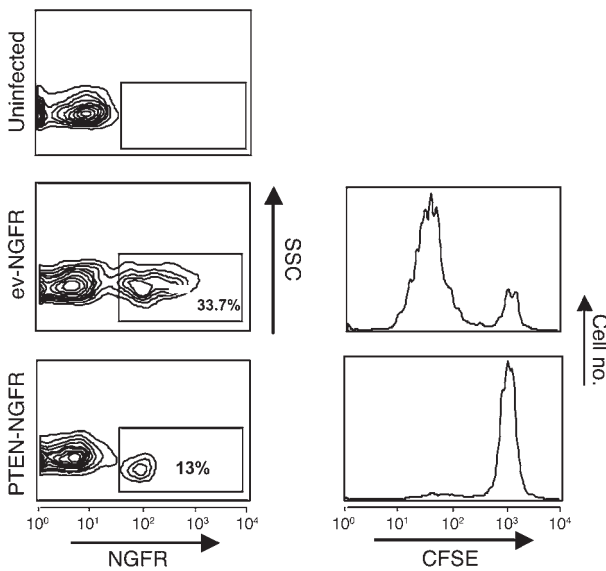 Uninfected
ev-NGFR
33.7%
SSC
Cell no.
PTEN-NGFR
13%
10⁰ 10¹ 10² 10³ 10⁴
10⁰ 10¹ 10² 10³ 10⁴
NGFR
CFSE